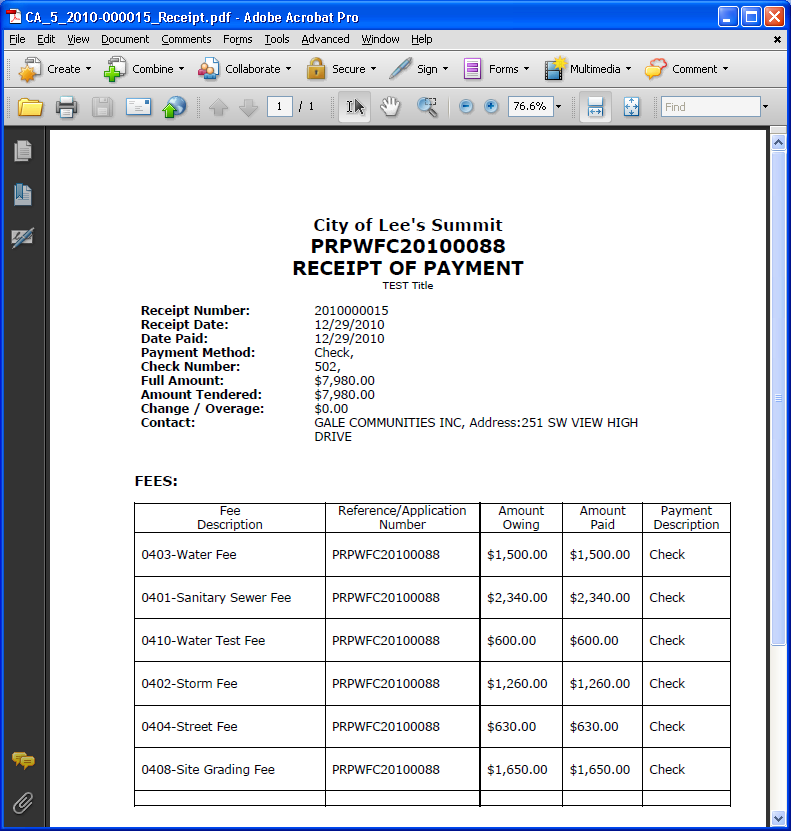 CA_5_2010-000015_Receipt.pdf - Adobe Acrobat Pro
File Edit View Document Comments Forms Tools Advanced Window Help
Create Combine Collaborate Secure Sign Forms Multimedia Comment
1 / 1 76.6% Find
City of Lee's Summit
PRPWFC20100088
RECEIPT OF PAYMENT
TEST Title
Receipt Number: 2010000015
Receipt Date: 12/29/2010
Date Paid: 12/29/2010
Payment Method: Check,
Check Number: 502,
Full Amount: $7,980.00
Amount Tendered: $7,980.00
Change / Overage: $0.00
Contact: GALE COMMUNITIES INC, Address:251 SW VIEW HIGH
DRIVE
FEES:
Fee Reference/Application Amount Amount Payment
Description Number Owing Paid Description
0403-Water Fee PRPWFC20100088 $1,500.00 $1,500.00 Check
0401-Sanitary Sewer Fee PRPWFC20100088 $2,340.00 $2,340.00 Check
0410-Water Test Fee PRPWFC20100088 $600.00 $600.00 Check
0402-Storm Fee PRPWFC20100088 $1,260.00 $1,260.00 Check
0404-Street Fee PRPWFC20100088 $630.00 $630.00 Check
0408-Site Grading Fee PRPWFC20100088 $1,650.00 $1,650.00 Check